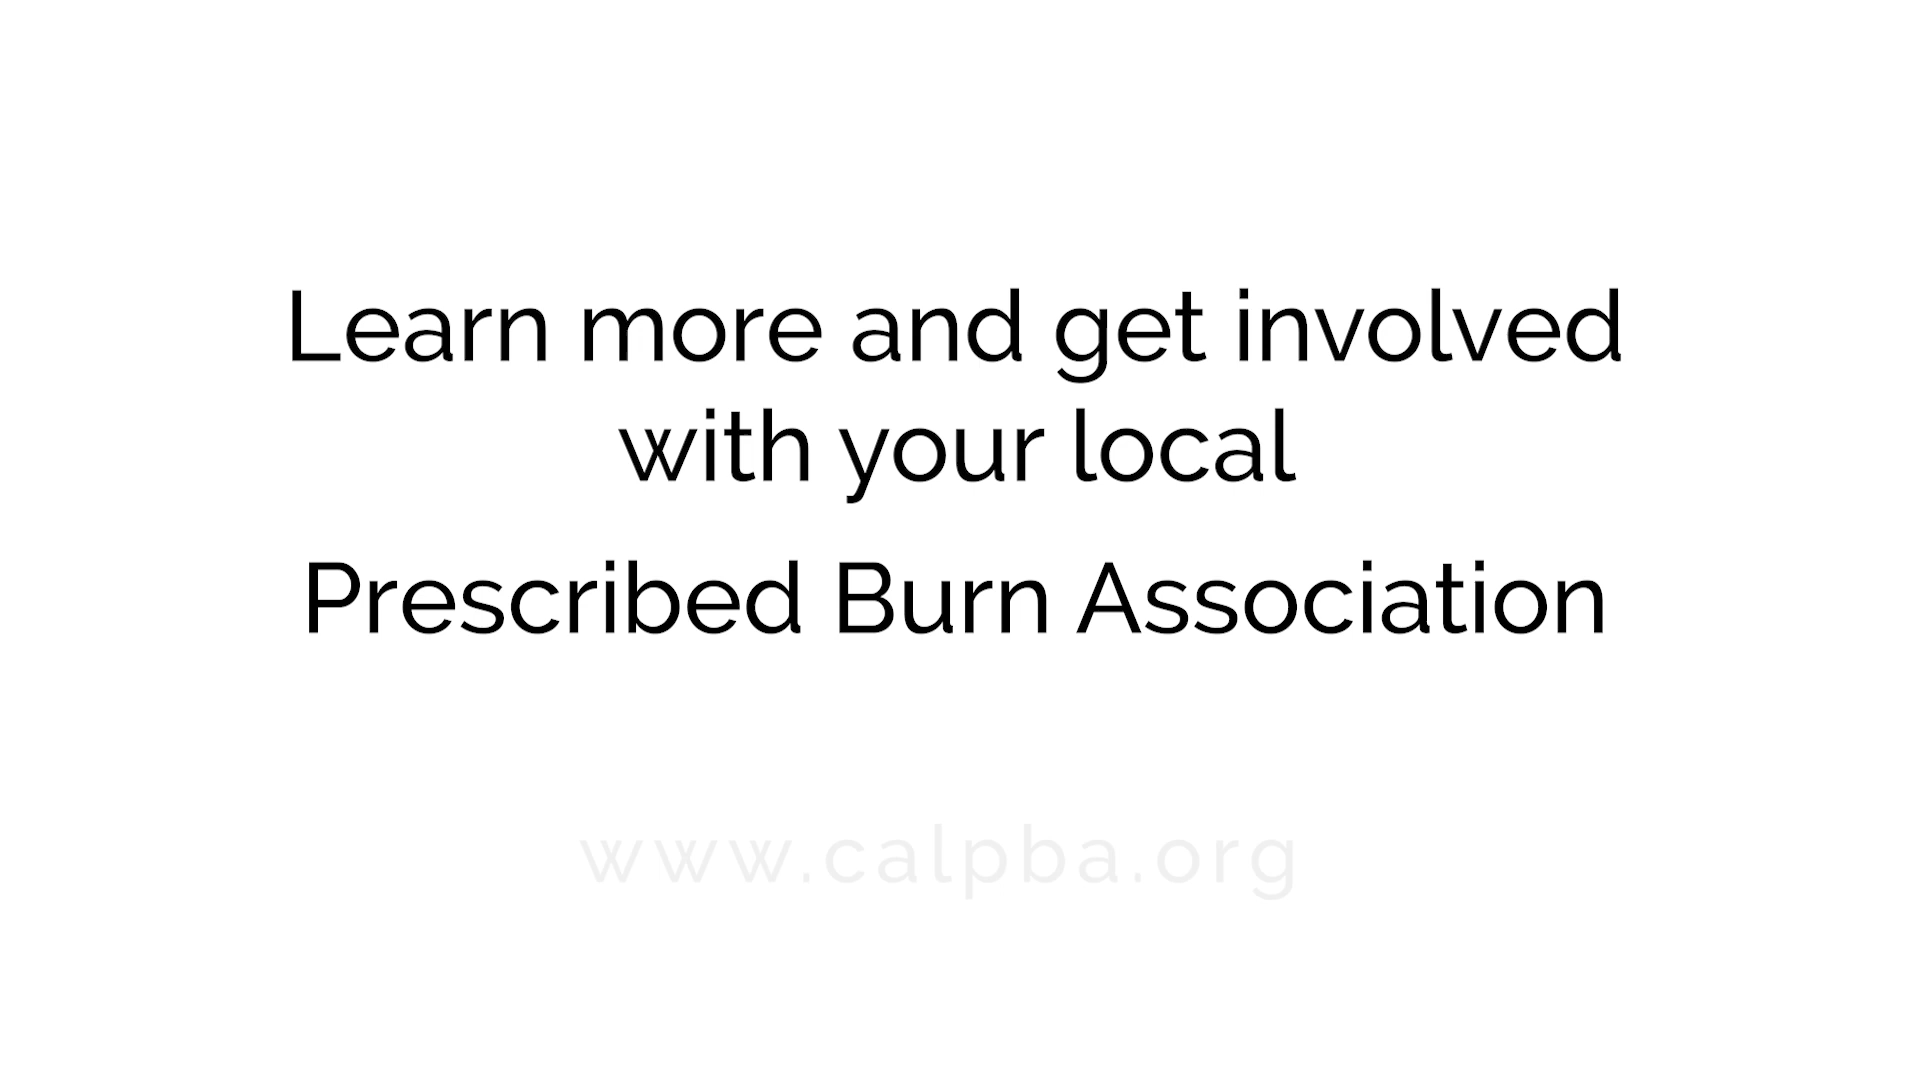 Learn more and get involved
with your local
Prescribed Burn Association
www.calpba.org